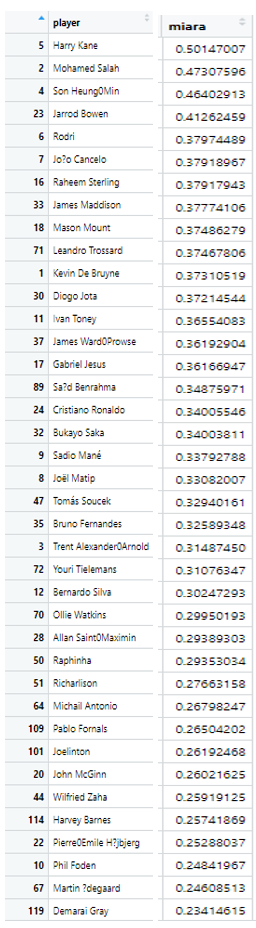 player miara
5 Harry Kane 0.50147007
2 Mohamed Salah 0.47307596
4 Son Heung0Min 0.46402913
23 Jarrod Bowen 0.41262459
6 Rodri 0.37974489
7 Jo?o Cancelo 0.37918967
16 Raheem Sterling 0.37917943
33 James Maddison 0.37774106
18 Mason Mount 0.37486279
71 Leandro Trossard 0.37467806
1 Kevin De Bruyne 0.37310519
30 Diogo Jota 0.37214544
11 Ivan Toney 0.36554083
37 James Ward0Prowse 0.36192904
17 Gabriel Jesus 0.36166947
89 Sa?d Benrahma 0.34875971
24 Cristiano Ronaldo 0.34005546
32 Bukayo Saka 0.34003811
9 Sadio Mané 0.33792788
8 Joël Matip 0.33082007
47 Tomás Soucek 0.32940161
35 Bruno Fernandes 0.32589348
3 Trent Alexander0Arnold 0.31487450
72 Youri Tielemans 0.31076347
12 Bernardo Silva 0.30247293
70 Ollie Watkins 0.29950193
28 Allan Saint0Maximin 0.29389303
50 Raphinha 0.29353034
51 Richarlison 0.27663158
64 Michail Antonio 0.26798247
109 Pablo Fornals 0.26504202
101 Joelinton 0.26192468
20 John McGinn 0.26021625
44 Wilfried Zaha 0.25919125
114 Harvey Barnes 0.25741869
22 Pierre0Emile H?jbjerg 0.25288037
10 Phil Foden 0.24841967
67 Martin ?degaard 0.24608513
119 Demarai Gray 0.23414615